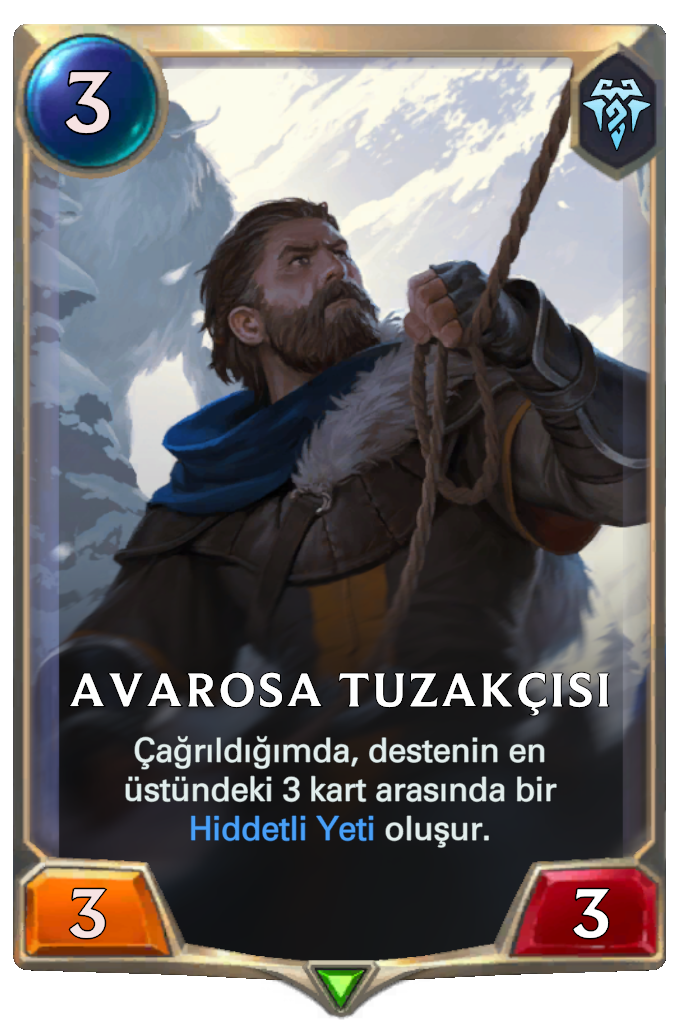 3
AVAROSA TUZAKÇISI
Çağrıldığımda, destenin en
üstündeki 3 kart arasında bir
Hiddetli Yeti oluşur.
3
3